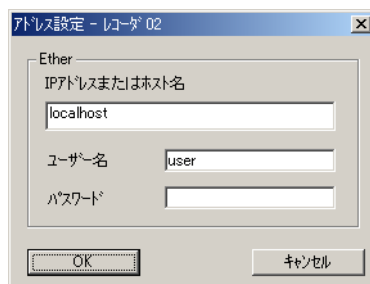 ｱﾄﾞﾚｽ設定 - ﾚｺｰﾀﾞ02
Ether
IPｱﾄﾞﾚｽまたはﾎｽﾄ名
localhost
ﾕｰｻﾞｰ名
user
ﾊﾟｽﾜｰﾄﾞ
OK
ｷｬﾝｾﾙ